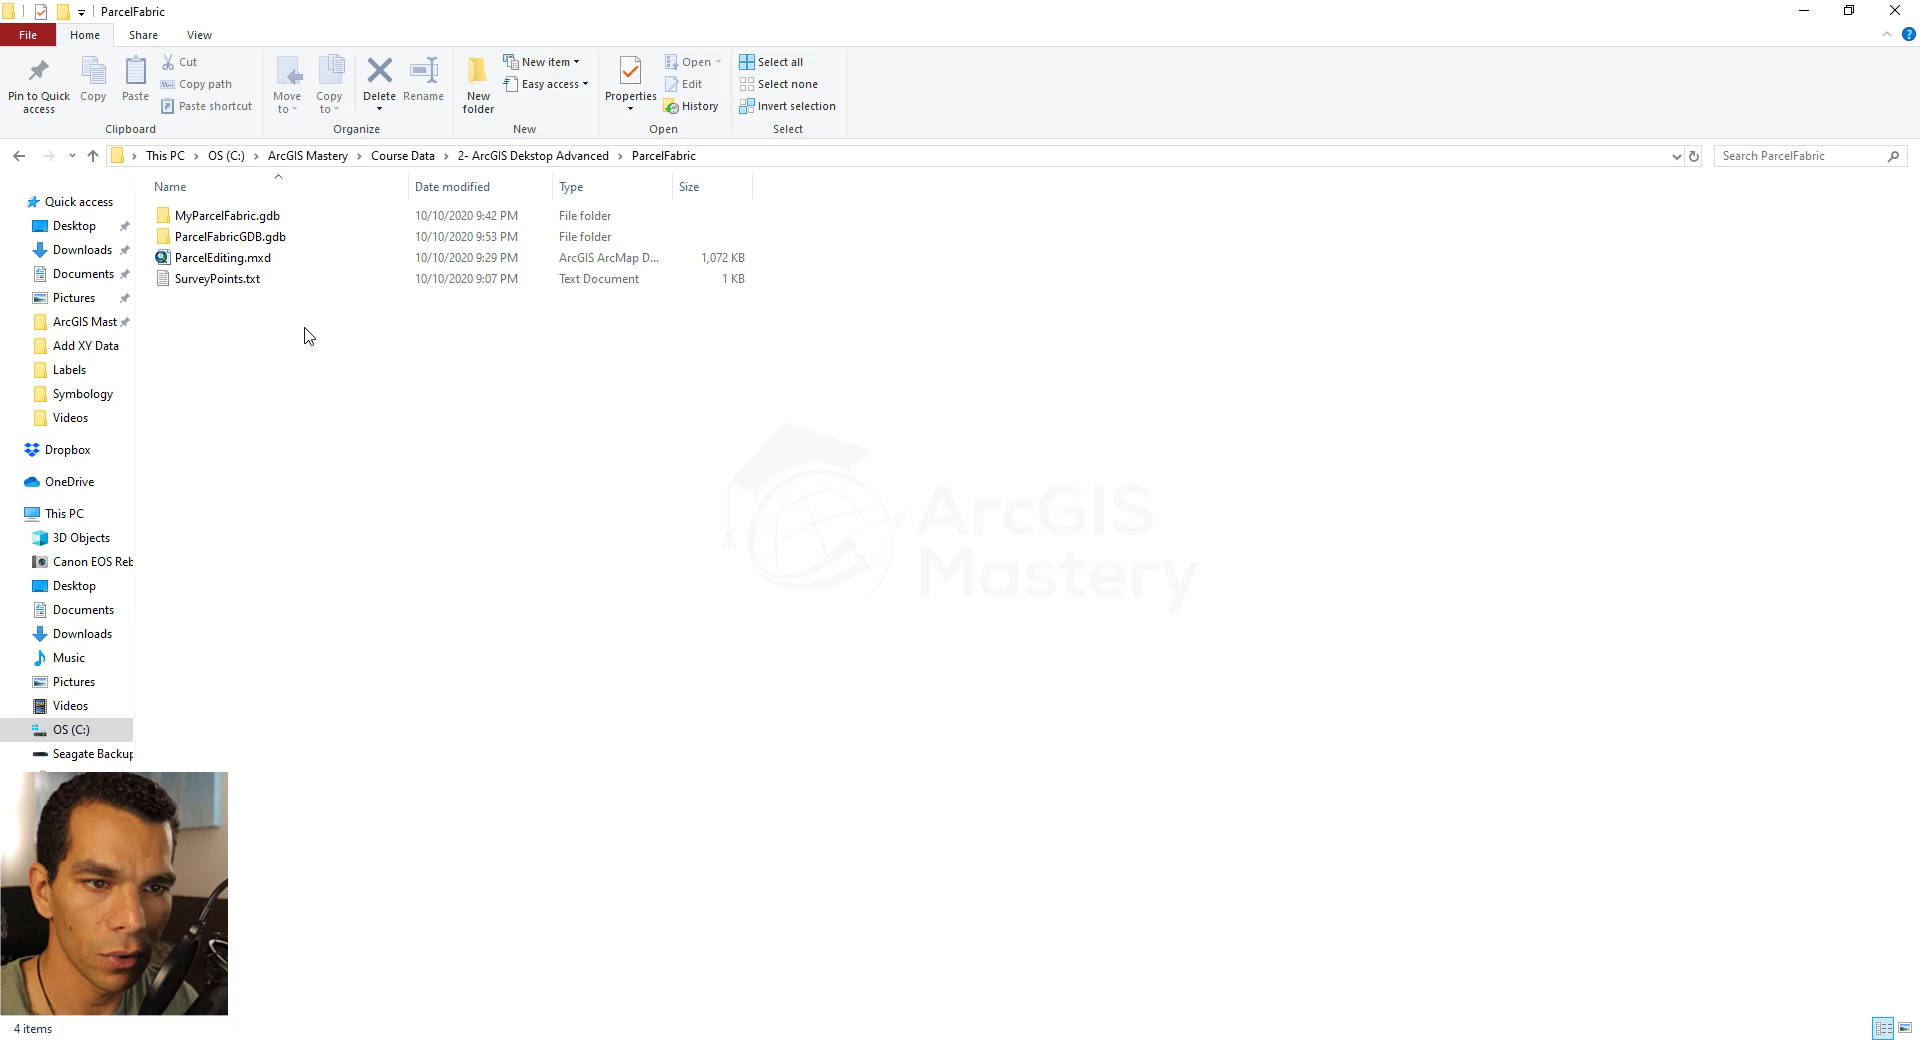 ParcelFabric
File Home Share View
Pin to Quick access
Copy
Paste
Cut
Copy path
Paste shortcut
Clipboard
Move to
Copy to
Delete
Rename
Organize
New folder
New item
Easy access
New
Properties
Open
Edit
History
Open
Select all
Select none
Invert selection
Select
This PC > OS (C:) > ArcGIS Mastery > Course Data > 2- ArcGIS Dekstop Advanced > ParcelFabric
Search ParcelFabric
Name Date modified Type Size
MyParcelFabric.gdb 10/10/2020 9:42 PM File folder
ParcelFabricGDB.gdb 10/10/2020 9:53 PM File folder
ParcelEditing.mxd 10/10/2020 9:29 PM ArcGIS ArcMap D... 1,072 KB
SurveyPoints.txt 10/10/2020 9:07 PM Text Document 1 KB
Quick access
Desktop
Downloads
Documents
Pictures
ArcGIS Mast
Add XY Data
Labels
Symbology
Videos
Dropbox
OneDrive
This PC
3D Objects
Canon EOS Reb
Desktop
Documents
Downloads
Music
Pictures
Videos
OS (C:)
Seagate Backup
ArcGIS
Mastery
4 items